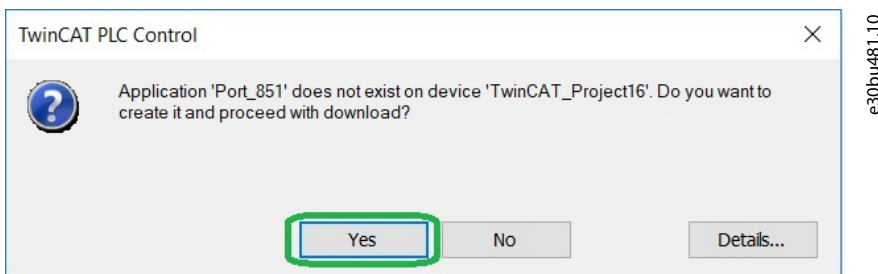 TwinCAT PLC Control
Application 'Port_851' does not exist on device 'TwinCAT_Project16'. Do you want to
create it and proceed with download?
Yes
No
Details...
e30bu481.10